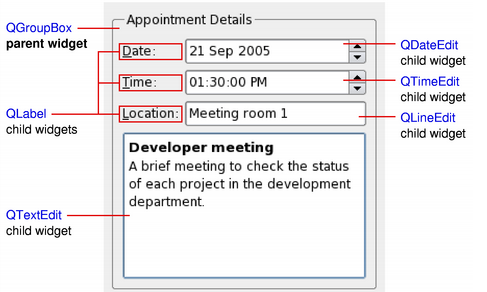 Appointment Details
QGroupBox
parent widget
Date:
21 Sep 2005
QDateEdit
child widget
Time:
01:30:00 PM
QTimeEdit
child widget
QLabel
child widgets
Location:
Meeting room 1
QLineEdit
child widget
Developer meeting
A brief meeting to check the status
of each project in the development
department.
QTextEdit
child widget